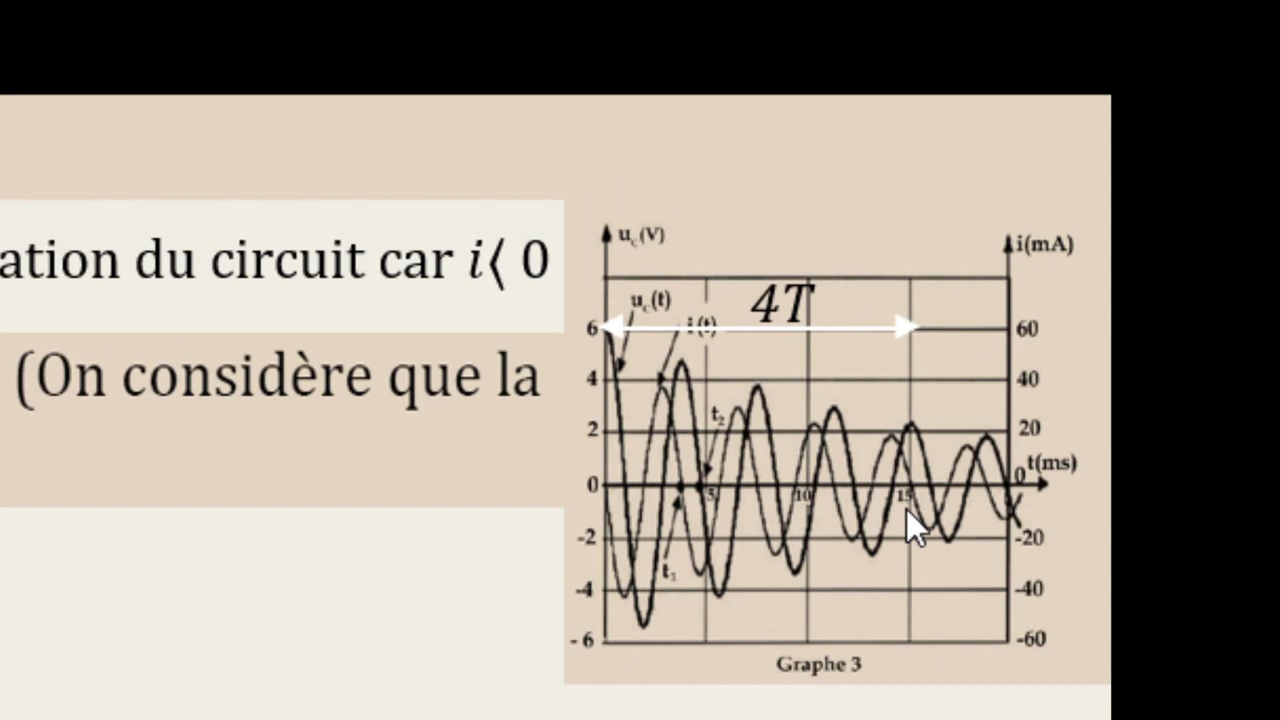 ation du circuit car i⟨ 0
(On considère que la
u꜀(V)
i(mA)
u꜀(t)
4T
i(t)
6
60
4
40
t₂
2
20
t(ms)
0
5
10
15
0
-2
-20
t₁
-4
-40
- 6
-60
Graphe 3